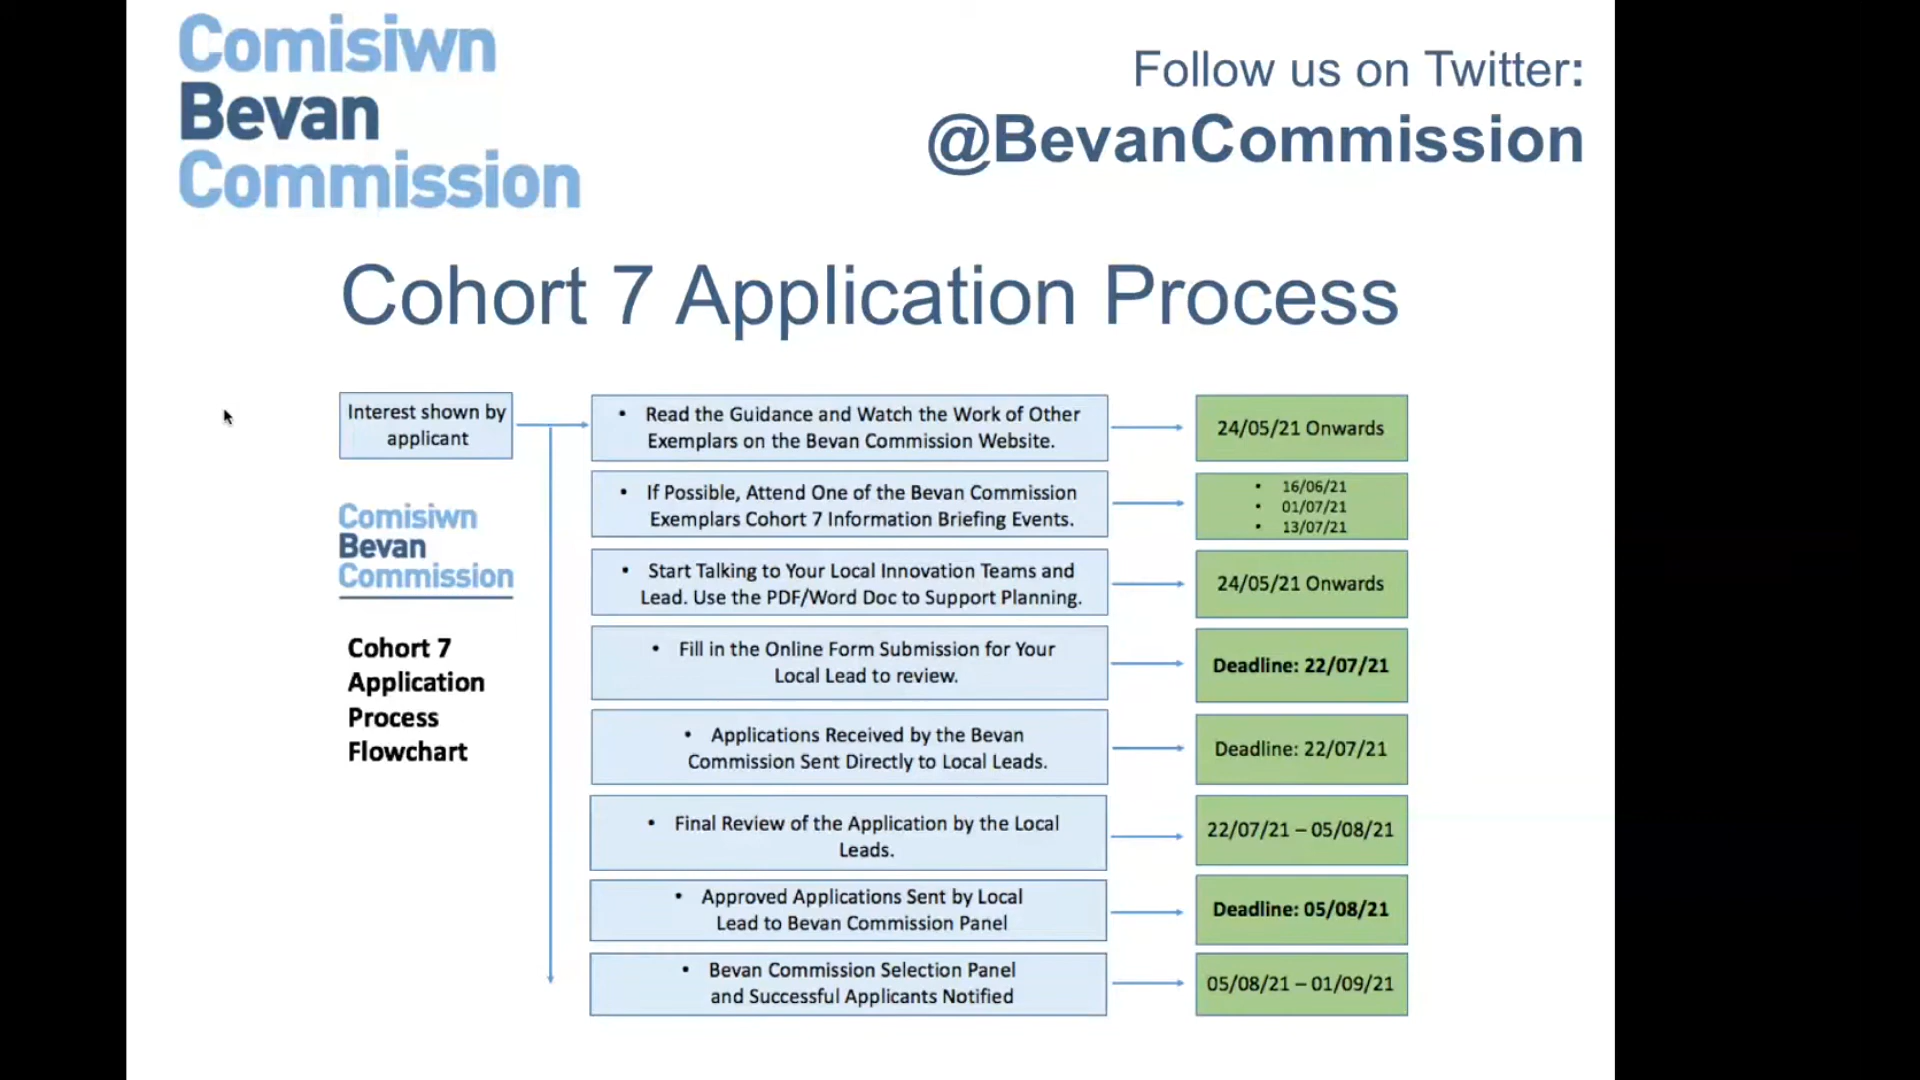 Comisiwn
Bevan
Commission
Follow us on Twitter:
@BevanCommission
Cohort 7 Application Process
Interest shown by
applicant
• Read the Guidance and Watch the Work of Other
Exemplars on the Bevan Commission Website.
24/05/21 Onwards
• If Possible, Attend One of the Bevan Commission
Exemplars Cohort 7 Information Briefing Events.
• 16/06/21
• 01/07/21
• 13/07/21
Comisiwn
Bevan
Commission
• Start Talking to Your Local Innovation Teams and
Lead. Use the PDF/Word Doc to Support Planning.
24/05/21 Onwards
Cohort 7
Application
Process
Flowchart
• Fill in the Online Form Submission for Your
Local Lead to review.
Deadline: 22/07/21
• Applications Received by the Bevan
Commission Sent Directly to Local Leads.
Deadline: 22/07/21
• Final Review of the Application by the Local
Leads.
22/07/21 – 05/08/21
• Approved Applications Sent by Local
Lead to Bevan Commission Panel
Deadline: 05/08/21
• Bevan Commission Selection Panel
and Successful Applicants Notified
05/08/21 – 01/09/21